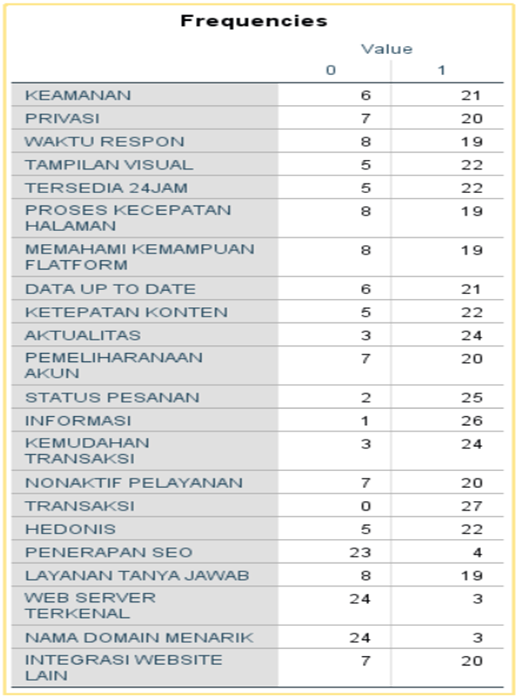 Frequencies
Value
0 1
KEAMANAN 6 21
PRIVASI 7 20
WAKTU RESPON 8 19
TAMPILAN VISUAL 5 22
TERSEDIA 24JAM 5 22
PROSES KECEPATAN 8 19
HALAMAN
MEMAHAMI KEMAMPUAN 8 19
FLATFORM
DATA UP TO DATE 6 21
KETEPATAN KONTEN 5 22
AKTUALITAS 3 24
PEMELIHARANAAN 7 20
AKUN
STATUS PESANAN 2 25
INFORMASI 1 26
KEMUDAHAN 3 24
TRANSAKSI
NONAKTIF PELAYANAN 7 20
TRANSAKSI 0 27
HEDONIS 5 22
PENERAPAN SEO 23 4
LAYANAN TANYA JAWAB 8 19
WEB SERVER 24 3
TERKENAL
NAMA DOMAIN MENARIK 24 3
INTEGRASI WEBSITE 7 20
LAIN